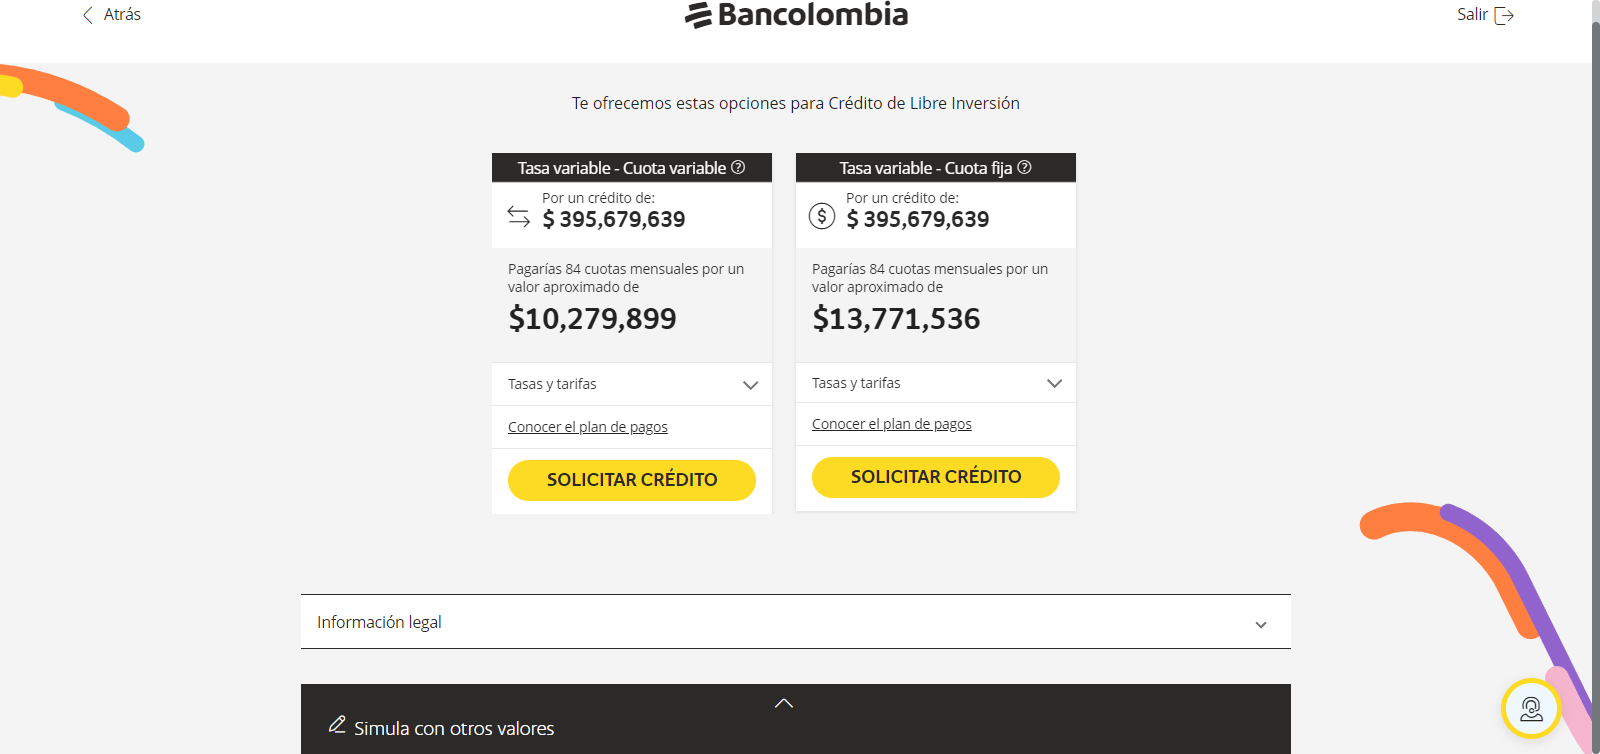 Atrás
Bancolombia
Salir
Te ofrecemos estas opciones para Crédito de Libre Inversión
Tasa variable - Cuota variable ?
Por un crédito de:
$ 395,679,639
Pagarías 84 cuotas mensuales por un
valor aproximado de
$10,279,899
Tasas y tarifas
Conocer el plan de pagos
SOLICITAR CRÉDITO
Tasa variable - Cuota fija ?
$
Por un crédito de:
$ 395,679,639
Pagarías 84 cuotas mensuales por un
valor aproximado de
$13,771,536
Tasas y tarifas
Conocer el plan de pagos
SOLICITAR CRÉDITO
Información legal
Simula con otros valores